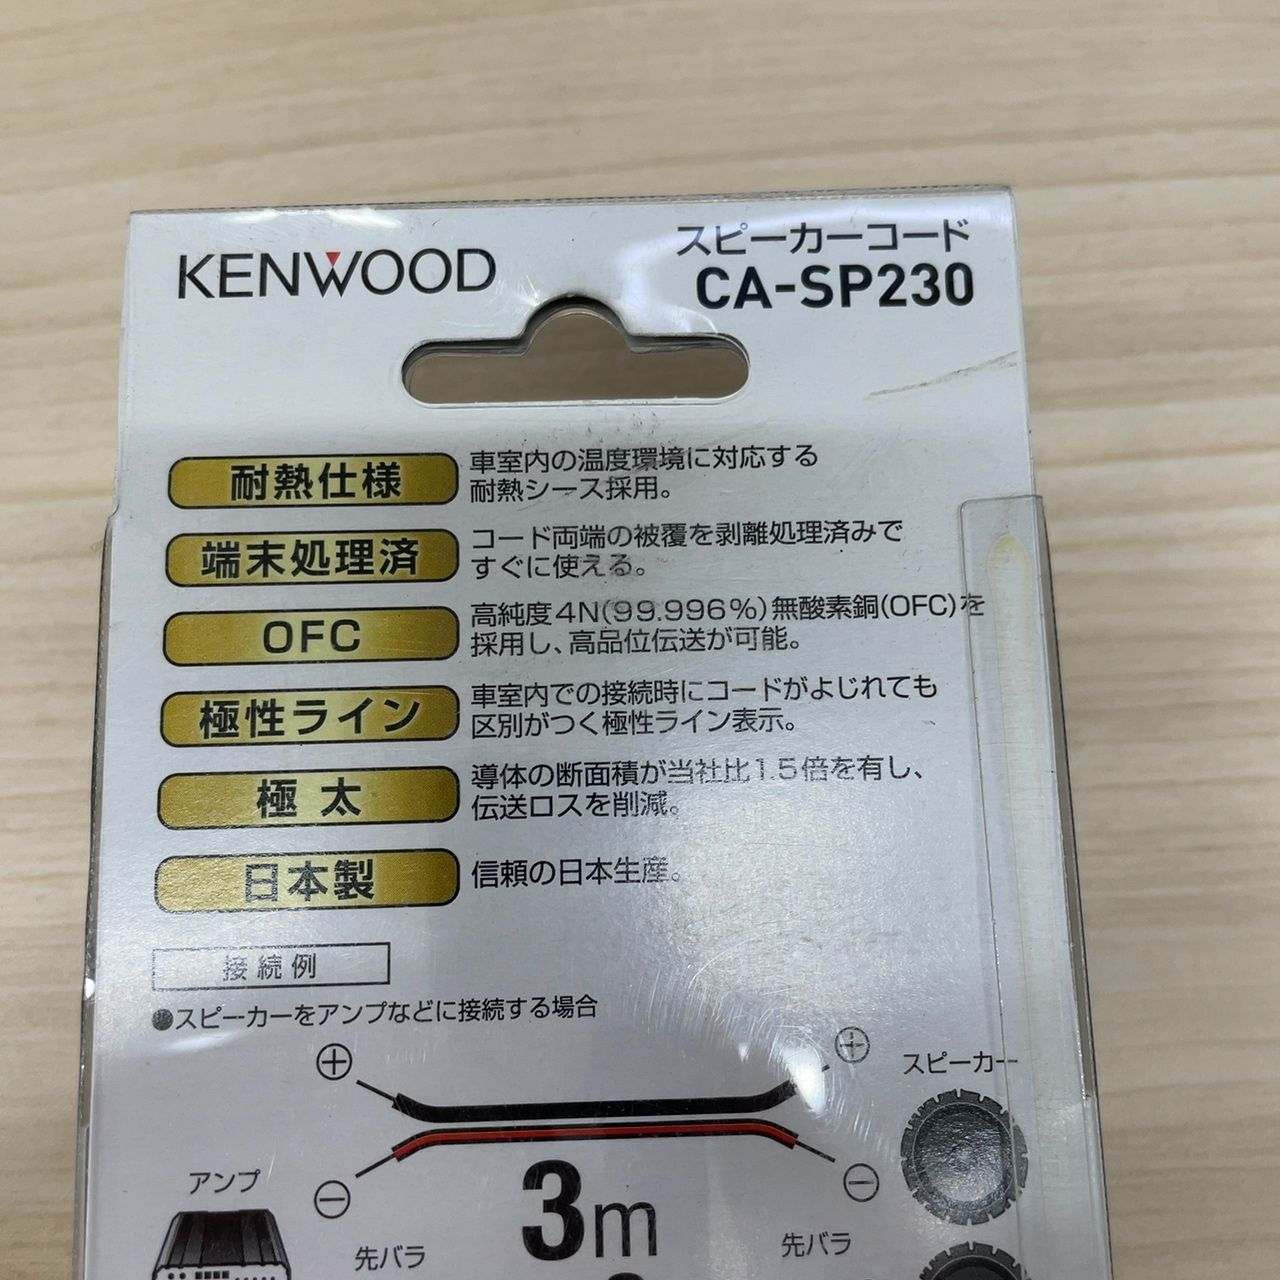 KENWOOD
スピーカーコード
CA-SP230
耐熱仕様
車室内の温度環境に対応する
耐熱シース採用。
端末処理済
コード両端の被覆を剥離処理済みで
すぐに使える。
OFC
高純度4N(99.996%)無酸素銅(OFC)を
採用し、高品位伝送が可能。
極性ライン
車室内での接続時にコードがよじれても
区別がつく極性ライン表示。
極太
導体の断面積が当社比1.5倍を有し、
伝送ロスを削減。
日本製
信頼の日本生産。
接続例
●スピーカーをアンプなどに接続する場合
⊕
⊕
スピーカー
アンプ
⊖
3m
⊖
先バラ
先バラ